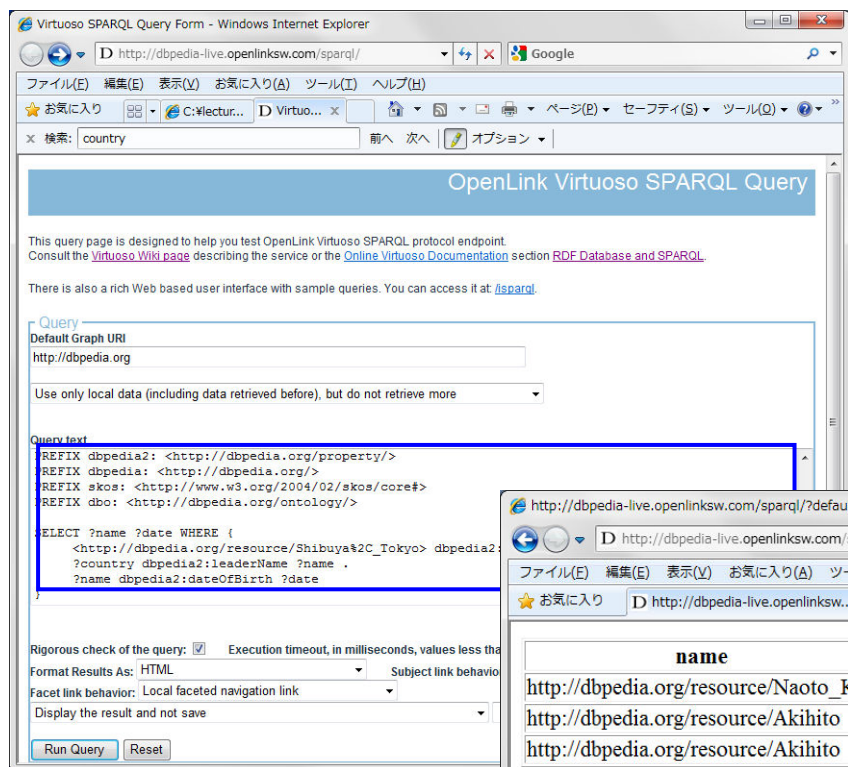 Virtuoso SPARQL Query Form - Windows Internet Explorer
D http://dbpedia-live.openlinksw.com/sparql/ Google
ファイル(F) 編集(E) 表示(V) お気に入り(A) ツール(T) ヘルプ(H)
お気に入り C:¥lectur... D Virtuo... x ページ(P) セーフティ(S) ツール(O) »
x 検索: country 前へ 次へ オプション
OpenLink Virtuoso SPARQL Query
This query page is designed to help you test OpenLink Virtuoso SPARQL protocol endpoint.
Consult the Virtuoso Wiki page describing the service or the Online Virtuoso Documentation section RDF Database and SPARQL.
There is also a rich Web based user interface with sample queries. You can access it at: /isparql.
Query
Default Graph URI
http://dbpedia.org
Use only local data (including data retrieved before), but do not retrieve more
Query text
PREFIX dbpedia2: <http://dbpedia.org/property/>
PREFIX dbpedia: <http://dbpedia.org/>
PREFIX skos: <http://www.w3.org/2004/02/skos/core#>
PREFIX dbo: <http://dbpedia.org/ontology/>
SELECT ?name ?date WHERE {
<http://dbpedia.org/resource/Shibuya%2C_Tokyo> dbpedia2:
?country dbpedia2:leaderName ?name .
?name dbpedia2:dateOfBirth ?date
}
Rigorous check of the query: Execution timeout, in milliseconds, values less tha
Format Results As: HTML Subject link behavio
Facet link behavior: Local faceted navigation link
Display the result and not save
Run Query Reset
http://dbpedia-live.openlinksw.com/sparql/?defau
D http://dbpedia-live.openlinksw.com/
ファイル(F) 編集(E) 表示(V) お気に入り(A) ツー
お気に入り D http://dbpedia-live.openlinksw..
name
http://dbpedia.org/resource/Naoto_K
http://dbpedia.org/resource/Akihito
http://dbpedia.org/resource/Akihito